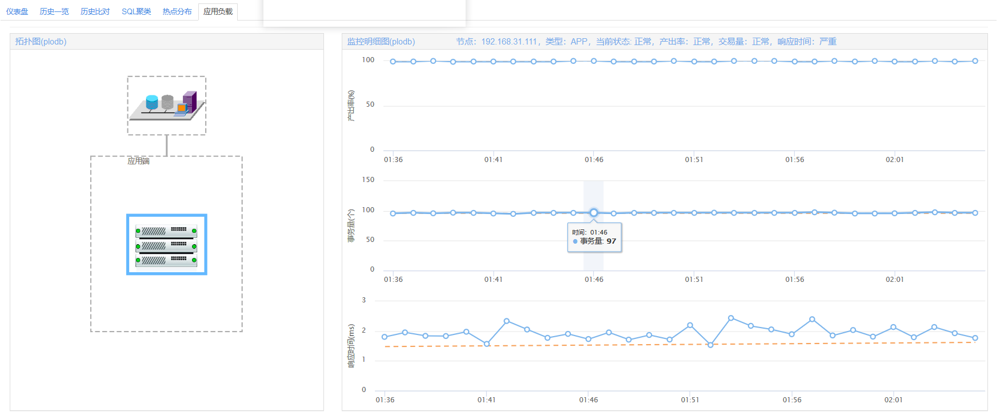 仪表盘 历史一览 历史比对 SQL聚类 热点分布 应用负载
拓扑图(plodb)
应用端
监控明细图(plodb) 节点：192.168.31.111，类型：APP，当前状态: 正常，产出率：正常，交易量：正常，响应时间：严重
产出率(%)
100
50
0
01:36 01:41 01:46 01:51 01:56 02:01
事务量(个)
150
100
50
0
时间：01:46
事务量: 97
01:36 01:41 01:46 01:51 01:56 02:01
响应时间(ms)
3
2
1
0
01:36 01:41 01:46 01:51 01:56 02:01